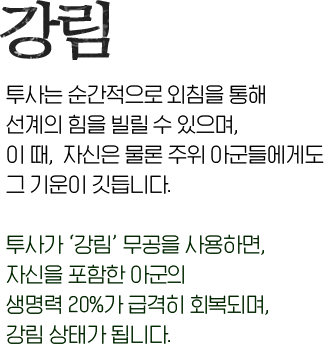 강림
투사는 순간적으로 외침을 통해
선계의 힘을 빌릴 수 있으며,
이 때, 자신은 물론 주위 아군들에게도
그 기운이 깃듭니다.
투사가 ‘강림’ 무공을 사용하면,
자신을 포함한 아군의
생명력 20%가 급격히 회복되며,
강림 상태가 됩니다.